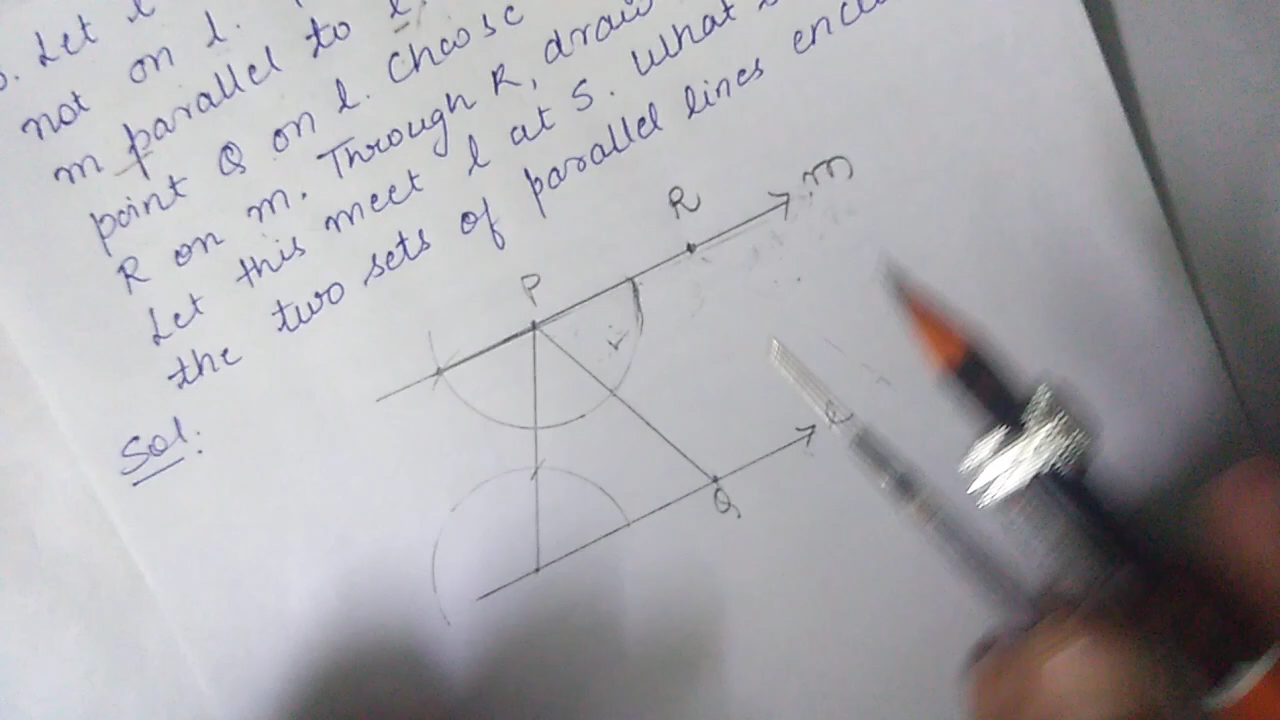 Let l
not on l.
m parallel to l.
point Q on l. Choose
R on m. Through R, draw
Let this meet l at S. What
the two sets of parallel lines
Sol:
R
m
P
l
Q